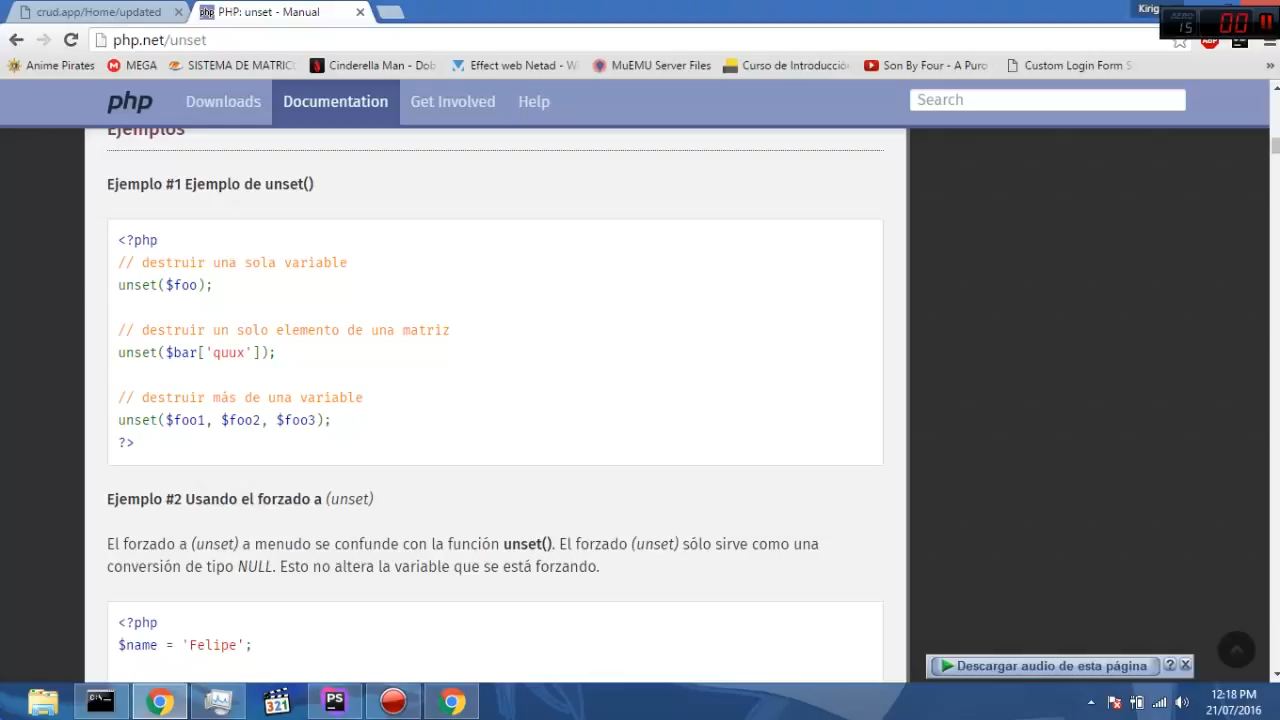 crud.app/Home/updated
PHP: unset - Manual
Kirig
15 00
php.net/unset
ABP
Anime Pirates
MEGA
SISTEMA DE MATRIC
Cinderella Man - Dob
Effect web Netad - W
MuEMU Server Files
Curso de Introducció
Son By Four - A Puro
Custom Login Form S
»
php
Downloads
Documentation
Get Involved
Help
Search
Ejemplos
Ejemplo #1 Ejemplo de unset()
<?php
// destruir una sola variable
unset($foo);
// destruir un solo elemento de una matriz
unset($bar['quux']);
// destruir más de una variable
unset($foo1, $foo2, $foo3);
?>
Ejemplo #2 Usando el forzado a (unset)
El forzado a (unset) a menudo se confunde con la función unset(). El forzado (unset) sólo sirve como una
conversión de tipo NULL. Esto no altera la variable que se está forzando.
<?php
$name = 'Felipe';
Descargar audio de esta página ? X
C:\_
321
PS
12:18 PM
21/07/2016